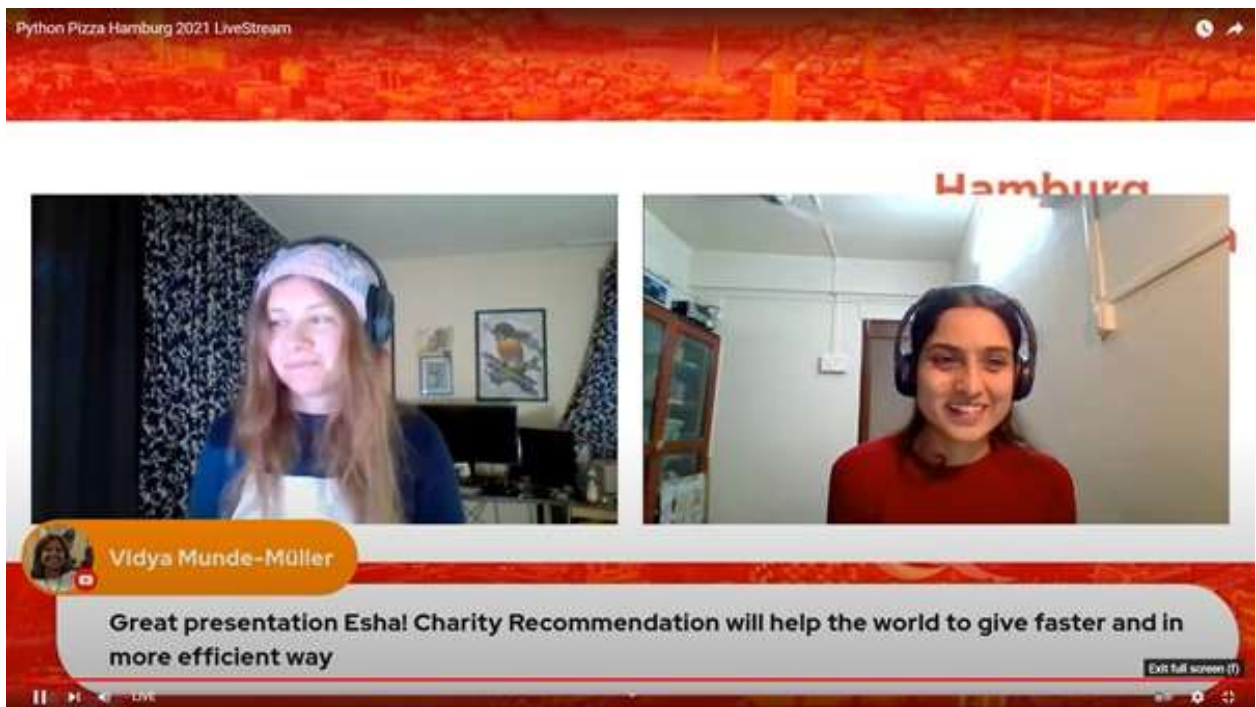 Python Pizza Hamburg 2021 LiveStream
Hamburg
Vidya Munde-Müller
Great presentation Esha! Charity Recommendation will help the world to give faster and in
more efficient way
Exit full screen (f)
LIVE